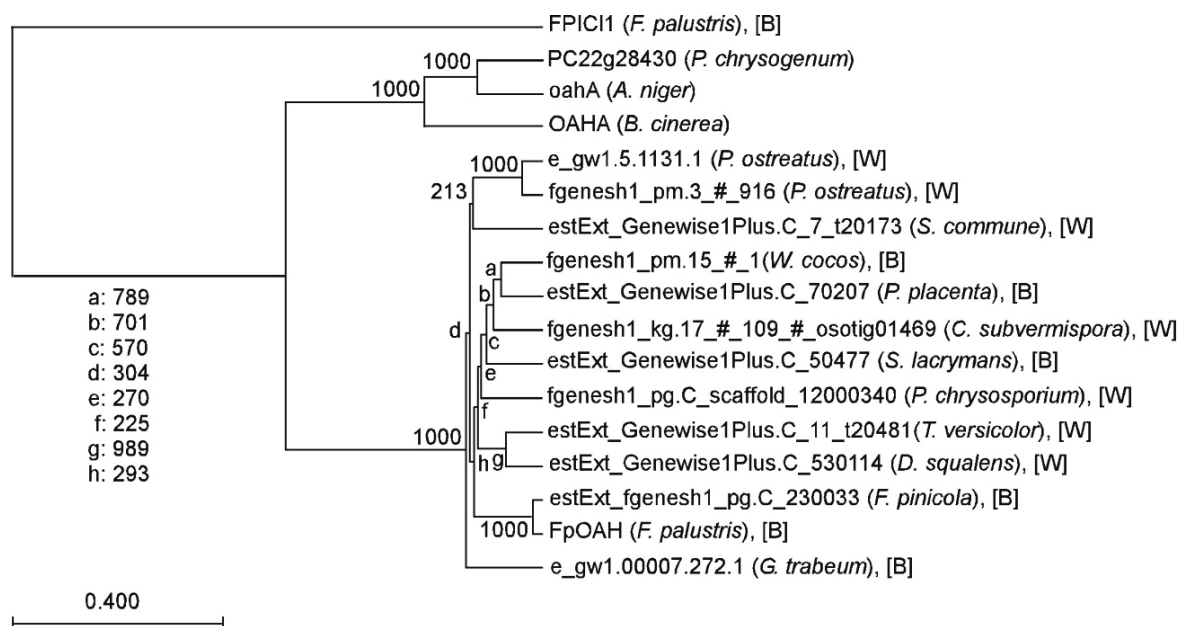 FPICI1 (F. palustris), [B]
1000 PC22g28430 (P. chrysogenum)
1000 oahA (A. niger)
OAHA (B. cinerea)
1000 e_gw1.5.1131.1 (P. ostreatus), [W]
213 fgenesh1_pm.3_#_916 (P. ostreatus), [W]
estExt_Genewise1Plus.C_7_t20173 (S. commune), [W]
a fgenesh1_pm.15_#_1(W. cocos), [B]
b estExt_Genewise1Plus.C_70207 (P. placenta), [B]
d fgenesh1_kg.17_#_109_#_osotig01469 (C. subvermispora), [W]
c estExt_Genewise1Plus.C_50477 (S. lacrymans), [B]
e fgenesh1_pg.C_scaffold_12000340 (P. chrysosporium), [W]
f
1000 estExt_Genewise1Plus.C_11_t20481(T. versicolor), [W]
h g estExt_Genewise1Plus.C_530114 (D. squalens), [W]
estExt_fgenesh1_pg.C_230033 (F. pinicola), [B]
1000 FpOAH (F. palustris), [B]
e_gw1.00007.272.1 (G. trabeum), [B]
a: 789
b: 701
c: 570
d: 304
e: 270
f: 225
g: 989
h: 293
0.400